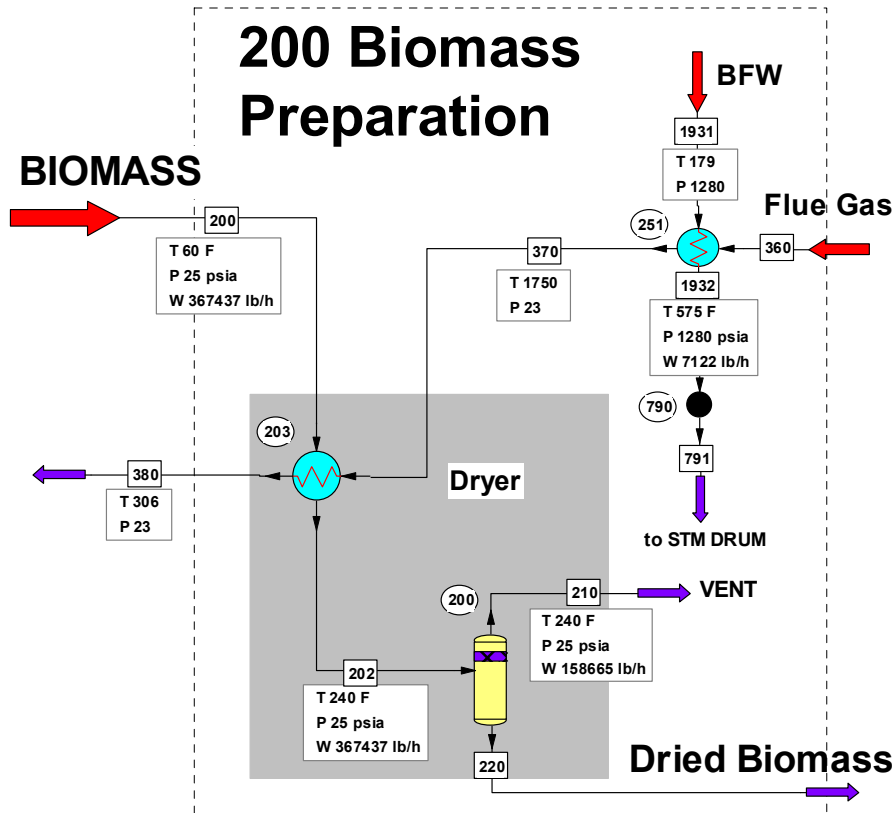 200 Biomass
Preparation
BFW
1931
T 179
P 1280
BIOMASS
200
T 60 F
P 25 psia
W 367437 lb/h
Flue Gas
251
360
370
T 1750
P 23
1932
T 575 F
P 1280 psia
W 7122 lb/h
790
791
to STM DRUM
203
380
T 306
P 23
Dryer
200
210
VENT
T 240 F
P 25 psia
W 158665 lb/h
202
T 240 F
P 25 psia
W 367437 lb/h
220
Dried Biomass